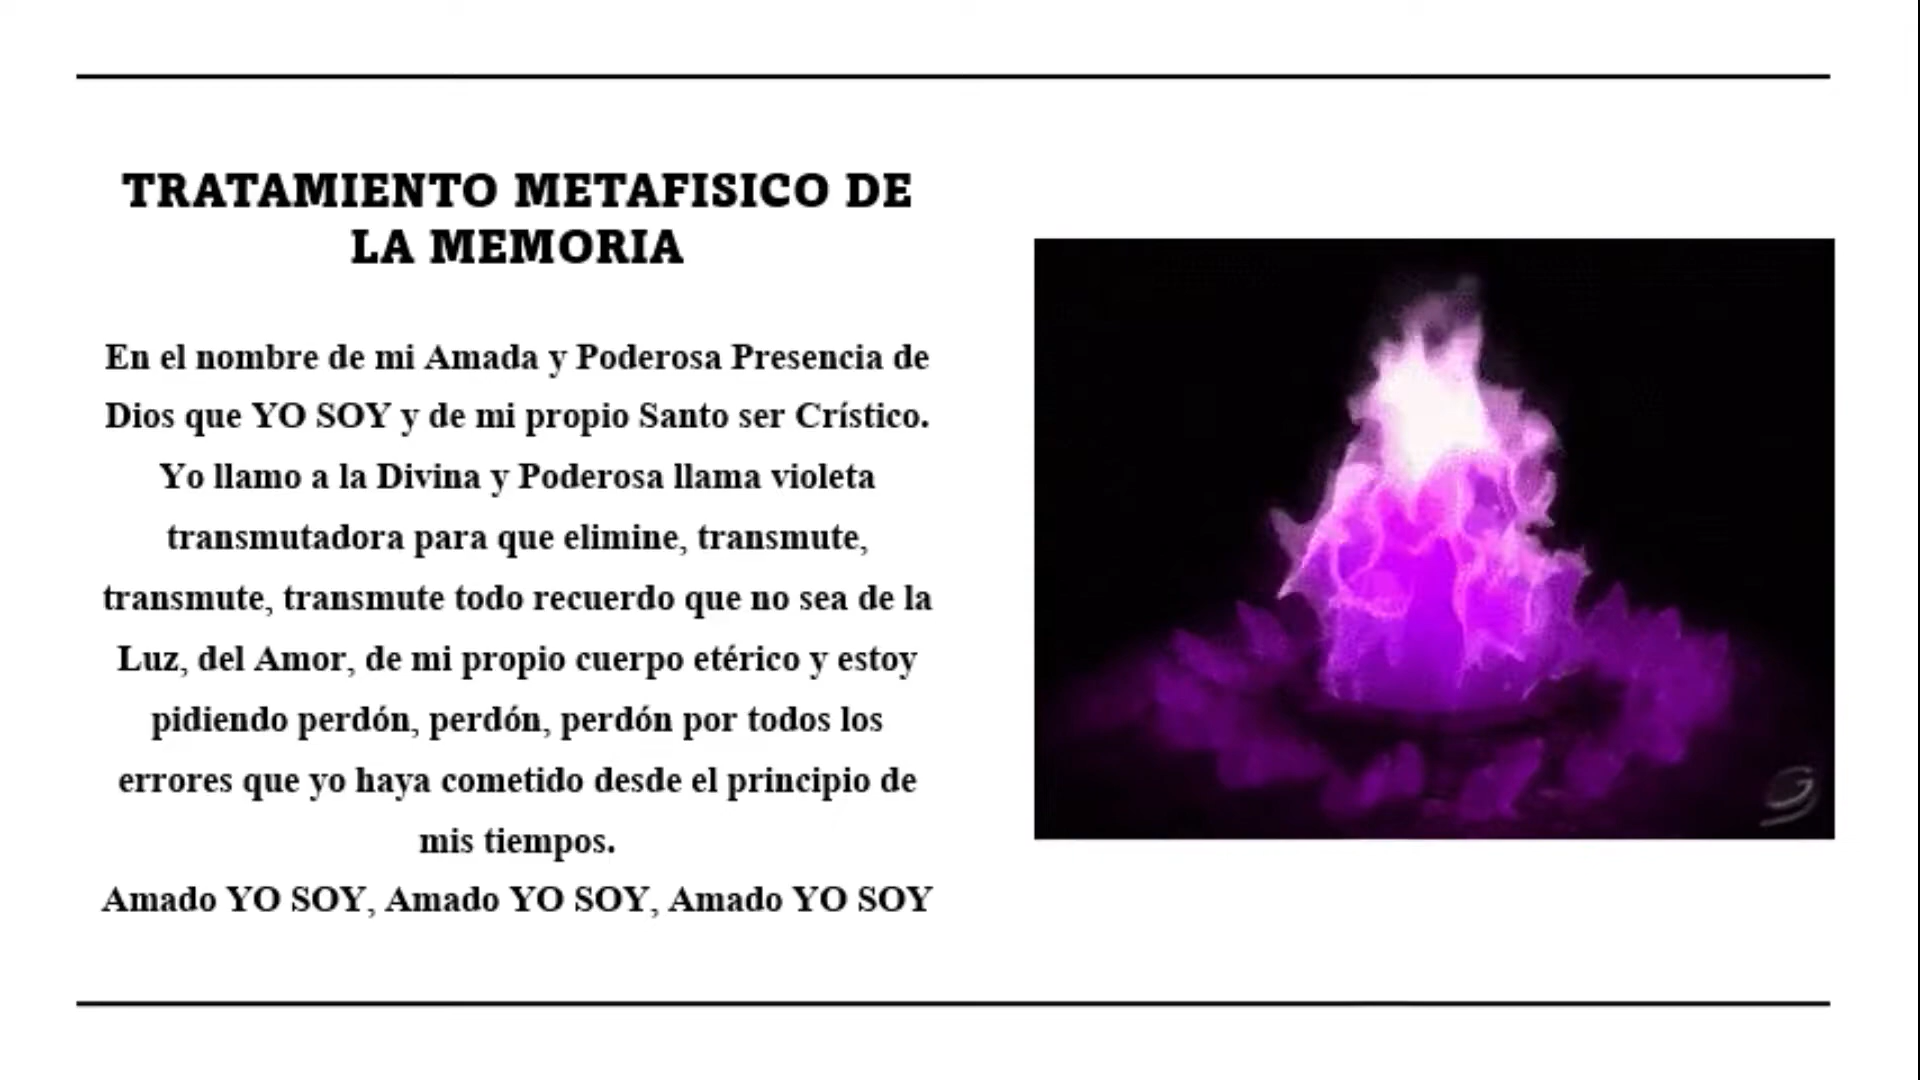 TRATAMIENTO METAFISICO DE
LA MEMORIA
En el nombre de mi Amada y Poderosa Presencia de
Dios que YO SOY y de mi propio Santo ser Crístico.
Yo llamo a la Divina y Poderosa llama violeta
transmutadora para que elimine, transmute,
transmute, transmute todo recuerdo que no sea de la
Luz, del Amor, de mi propio cuerpo etérico y estoy
pidiendo perdón, perdón, perdón por todos los
errores que yo haya cometido desde el principio de
mis tiempos.
Amado YO SOY, Amado YO SOY, Amado YO SOY